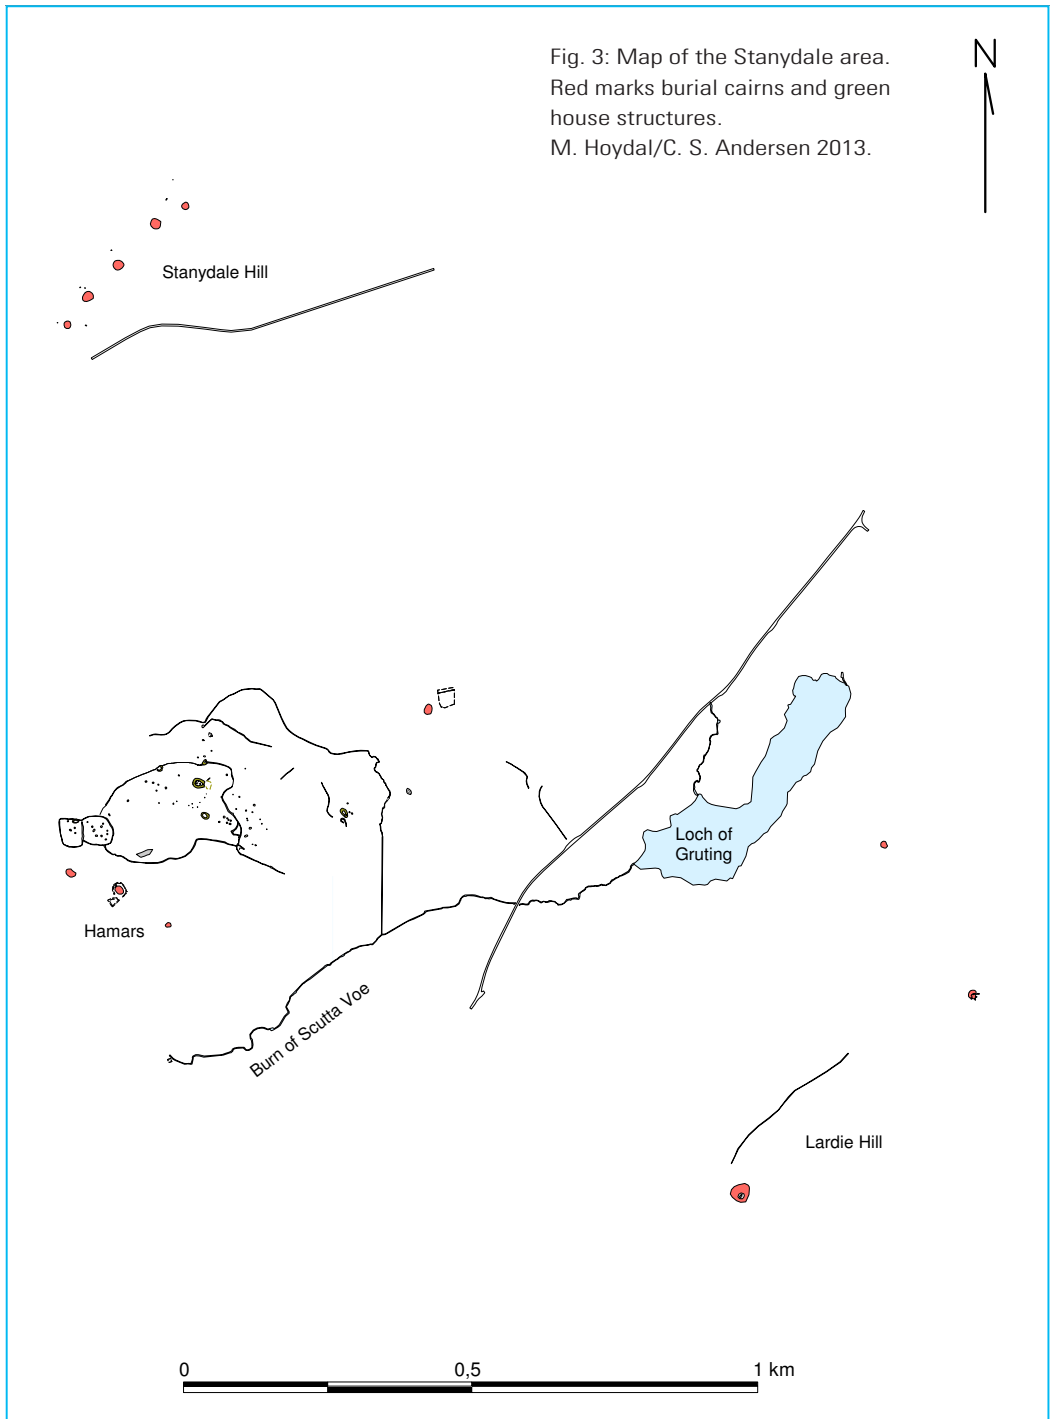 Fig. 3: Map of the Stanydale area.
Red marks burial cairns and green
house structures.
M. Hoydal/C. S. Andersen 2013.
N
Stanydale Hill
Loch of
Gruting
Hamars
Burn of Scutta Voe
Lardie Hill
0 0,5 1 km